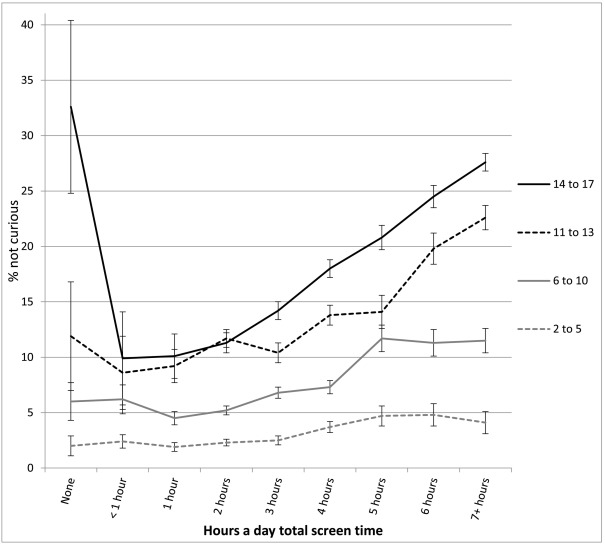 % not curious
40
35
30
25
20
15
10
5
0
None
< 1 hour
1 hour
2 hours
3 hours
4 hours
5 hours
6 hours
7+ hours
Hours a day total screen time
14 to 17
11 to 13
6 to 10
2 to 5